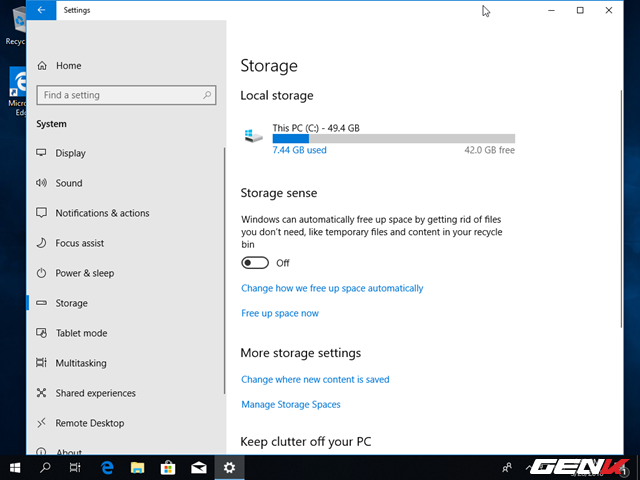 Settings
Recyc
Micros
Edg
Home
Find a setting
System
Display
Sound
Notifications & actions
Focus assist
Power & sleep
Storage
Tablet mode
Multitasking
Shared experiences
Remote Desktop
About
Storage
Local storage
This PC (C:) - 49.4 GB
7.44 GB used
42.0 GB free
Storage sense
Windows can automatically free up space by getting rid of files
you don't need, like temporary files and content in your recycle
bin
Off
Change how we free up space automatically
Free up space now
More storage settings
Change where new content is saved
Manage Storage Spaces
Keep clutter off your PC
GENK
1